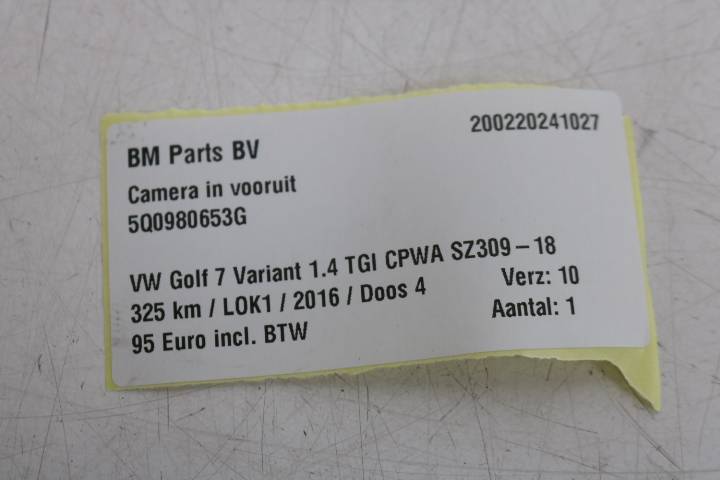 BM Parts BV 200220241027
Camera in vooruit
5Q0980653G
VW Golf 7 Variant 1.4 TGI CPWA SZ309-18
325 km / LOK1 / 2016 / Doos 4 Verz: 10
95 Euro incl. BTW Aantal: 1